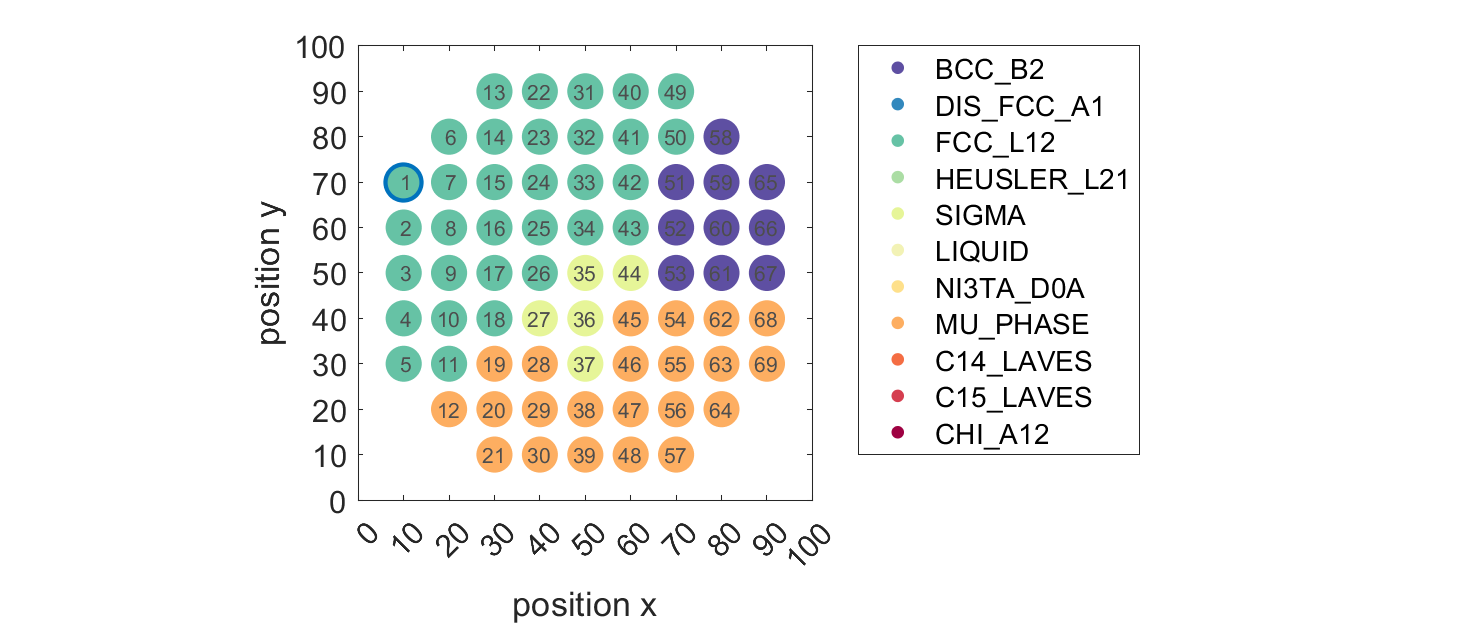 100
90 13 22 31 40 49
80 6 14 23 32 41 50 58
70 1 7 15 24 33 42 51 59 65
60 2 8 16 25 34 43 52 60 66
50 3 9 17 26 35 44 53 61 67
40 4 10 18 27 36 45 54 62 68
30 5 11 19 28 37 46 55 63 69
20 12 20 29 38 47 56 64
10 21 30 39 48 57
0
0 10 20 30 40 50 60 70 80 90 100
position x
position y
BCC_B2
DIS_FCC_A1
FCC_L12
HEUSLER_L21
SIGMA
LIQUID
NI3TA_D0A
MU_PHASE
C14_LAVES
C15_LAVES
CHI_A12